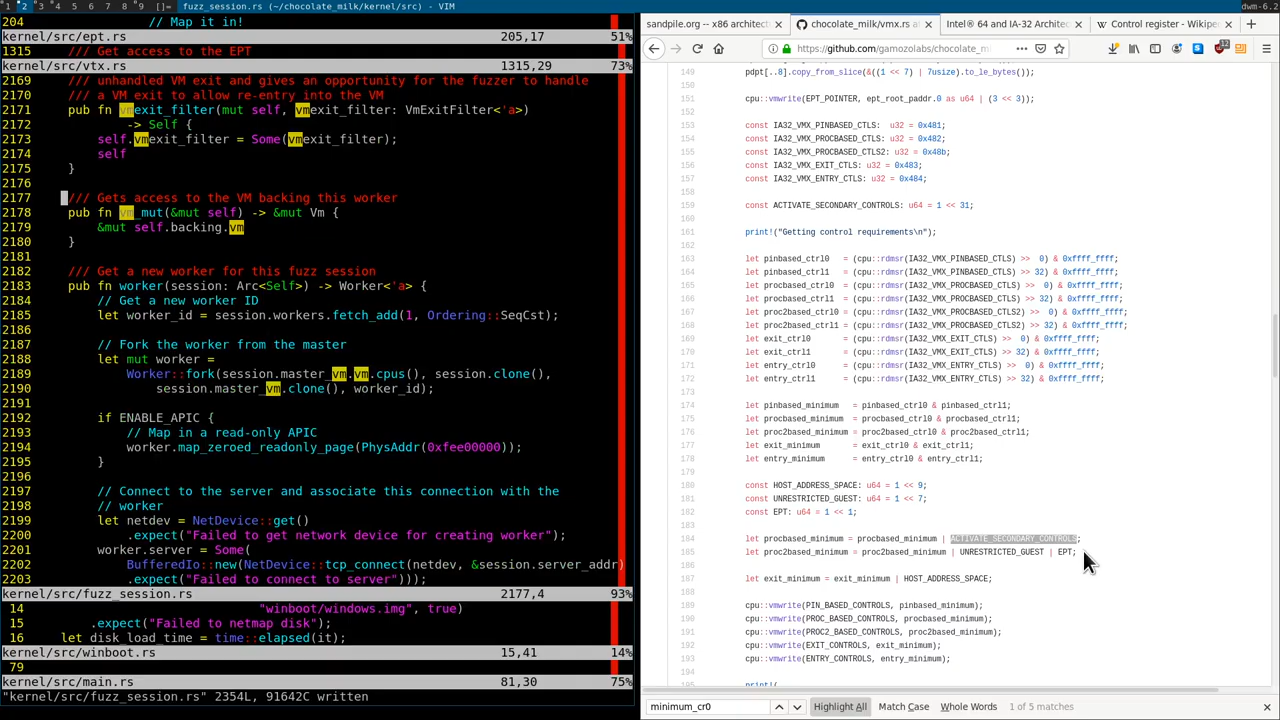 1 2 3 4 5 6 7 8 9 []= fuzz_session.rs (~/chocolate_milk/kernel/src) - VIM dwm-6.2
204 // Map it in!
kernel/src/ept.rs 205,17 51%
1315 /// Get access to the EPT
kernel/src/vtx.rs 1315,29 73%
2169 /// unhandled VM exit and gives an opportunity for the fuzzer to handle
2170 /// a VM exit to allow re-entry into the VM
2171 pub fn vmexit_filter(mut self, vmexit_filter: VmExitFilter<'a>)
2172 -> Self {
2173 self.vmexit_filter = Some(vmexit_filter);
2174 self
2175 }
2176
2177 /// Gets access to the VM backing this worker
2178 pub fn vm_mut(&mut self) -> &mut Vm {
2179 &mut self.backing.vm
2180 }
2181
2182 /// Get a new worker for this fuzz session
2183 pub fn worker(session: Arc<Self>) -> Worker<'a> {
2184 // Get a new worker ID
2185 let worker_id = session.workers.fetch_add(1, Ordering::SeqCst);
2186
2187 // Fork the worker from the master
2188 let mut worker =
2189 Worker::fork(session.master_vm.vm.cpus(), session.clone(),
2190 session.master_vm.clone(), worker_id);
2191
2192 if ENABLE_APIC {
2193 // Map in a read-only APIC
2194 worker.map_zeroed_readonly_page(PhysAddr(0xfee00000));
2195 }
2196
2197 // Connect to the server and associate this connection with the
2198 // worker
2199 let netdev = NetDevice::get()
2200 .expect("Failed to get network device for creating worker");
2201 worker.server = Some(
2202 BufferedIo::new(NetDevice::tcp_connect(netdev, &session.server_addr)
2203 .expect("Failed to connect to server")));
kernel/src/fuzz_session.rs 2177,4 93%
14 "winboot/windows.img", true)
15 .expect("Failed to netmap disk");
16 let disk_load_time = time::elapsed(it);
kernel/src/winboot.rs 15,41 14%
79
kernel/src/main.rs 81,30 75%
"kernel/src/fuzz_session.rs" 2354L, 91642C written
sandpile.org -- x86 architect
chocolate_milk/vmx.rs at
Intel® 64 and IA-32 Architec
Control register - Wikipe
https://github.com/gamozolabs/chocolate_mi
12
149 pdpt[..8].copy_from_slice(&((1 << 7) | 7usize).to_le_bytes());
150
151 cpu::vmwrite(EPT_POINTER, ept_root_paddr.0 as u64 | (3 << 3));
152
153 const IA32_VMX_PINBASED_CTLS: u32 = 0x481;
154 const IA32_VMX_PROCBASED_CTLS: u32 = 0x482;
155 const IA32_VMX_PROCBASED_CTLS2: u32 = 0x48b;
156 const IA32_VMX_EXIT_CTLS: u32 = 0x483;
157 const IA32_VMX_ENTRY_CTLS: u32 = 0x484;
158
159 const ACTIVATE_SECONDARY_CONTROLS: u64 = 1 << 31;
160
161 print!("Getting control requirements\n");
162
163 let pinbased_ctrl0 = (cpu::rdmsr(IA32_VMX_PINBASED_CTLS) >> 0) & 0xffff_ffff;
164 let pinbased_ctrl1 = (cpu::rdmsr(IA32_VMX_PINBASED_CTLS) >> 32) & 0xffff_ffff;
165 let procbased_ctrl0 = (cpu::rdmsr(IA32_VMX_PROCBASED_CTLS) >> 0) & 0xffff_ffff;
166 let procbased_ctrl1 = (cpu::rdmsr(IA32_VMX_PROCBASED_CTLS) >> 32) & 0xffff_ffff;
167 let proc2based_ctrl0 = (cpu::rdmsr(IA32_VMX_PROCBASED_CTLS2) >> 0) & 0xffff_ffff;
168 let proc2based_ctrl1 = (cpu::rdmsr(IA32_VMX_PROCBASED_CTLS2) >> 32) & 0xffff_ffff;
169 let exit_ctrl0 = (cpu::rdmsr(IA32_VMX_EXIT_CTLS) >> 0) & 0xffff_ffff;
170 let exit_ctrl1 = (cpu::rdmsr(IA32_VMX_EXIT_CTLS) >> 32) & 0xffff_ffff;
171 let entry_ctrl0 = (cpu::rdmsr(IA32_VMX_ENTRY_CTLS) >> 0) & 0xffff_ffff;
172 let entry_ctrl1 = (cpu::rdmsr(IA32_VMX_ENTRY_CTLS) >> 32) & 0xffff_ffff;
173
174 let pinbased_minimum = pinbased_ctrl0 & pinbased_ctrl1;
175 let procbased_minimum = procbased_ctrl0 & procbased_ctrl1;
176 let proc2based_minimum = proc2based_ctrl0 & proc2based_ctrl1;
177 let exit_minimum = exit_ctrl0 & exit_ctrl1;
178 let entry_minimum = entry_ctrl0 & entry_ctrl1;
179
180 const HOST_ADDRESS_SPACE: u64 = 1 << 9;
181 const UNRESTRICTED_GUEST: u64 = 1 << 7;
182 const EPT: u64 = 1 << 1;
183
184 let procbased_minimum = procbased_minimum | ACTIVATE_SECONDARY_CONTROLS;
185 let proc2based_minimum = proc2based_minimum | UNRESTRICTED_GUEST | EPT;
186
187 let exit_minimum = exit_minimum | HOST_ADDRESS_SPACE;
188
189 cpu::vmwrite(PIN_BASED_CONTROLS, pinbased_minimum);
190 cpu::vmwrite(PROC_BASED_CONTROLS, procbased_minimum);
191 cpu::vmwrite(PROC2_BASED_CONTROLS, proc2based_minimum);
192 cpu::vmwrite(EXIT_CONTROLS, exit_minimum);
193 cpu::vmwrite(ENTRY_CONTROLS, entry_minimum);
194
195 print!(
minimum_cr0 Highlight All Match Case Whole Words 1 of 5 matches